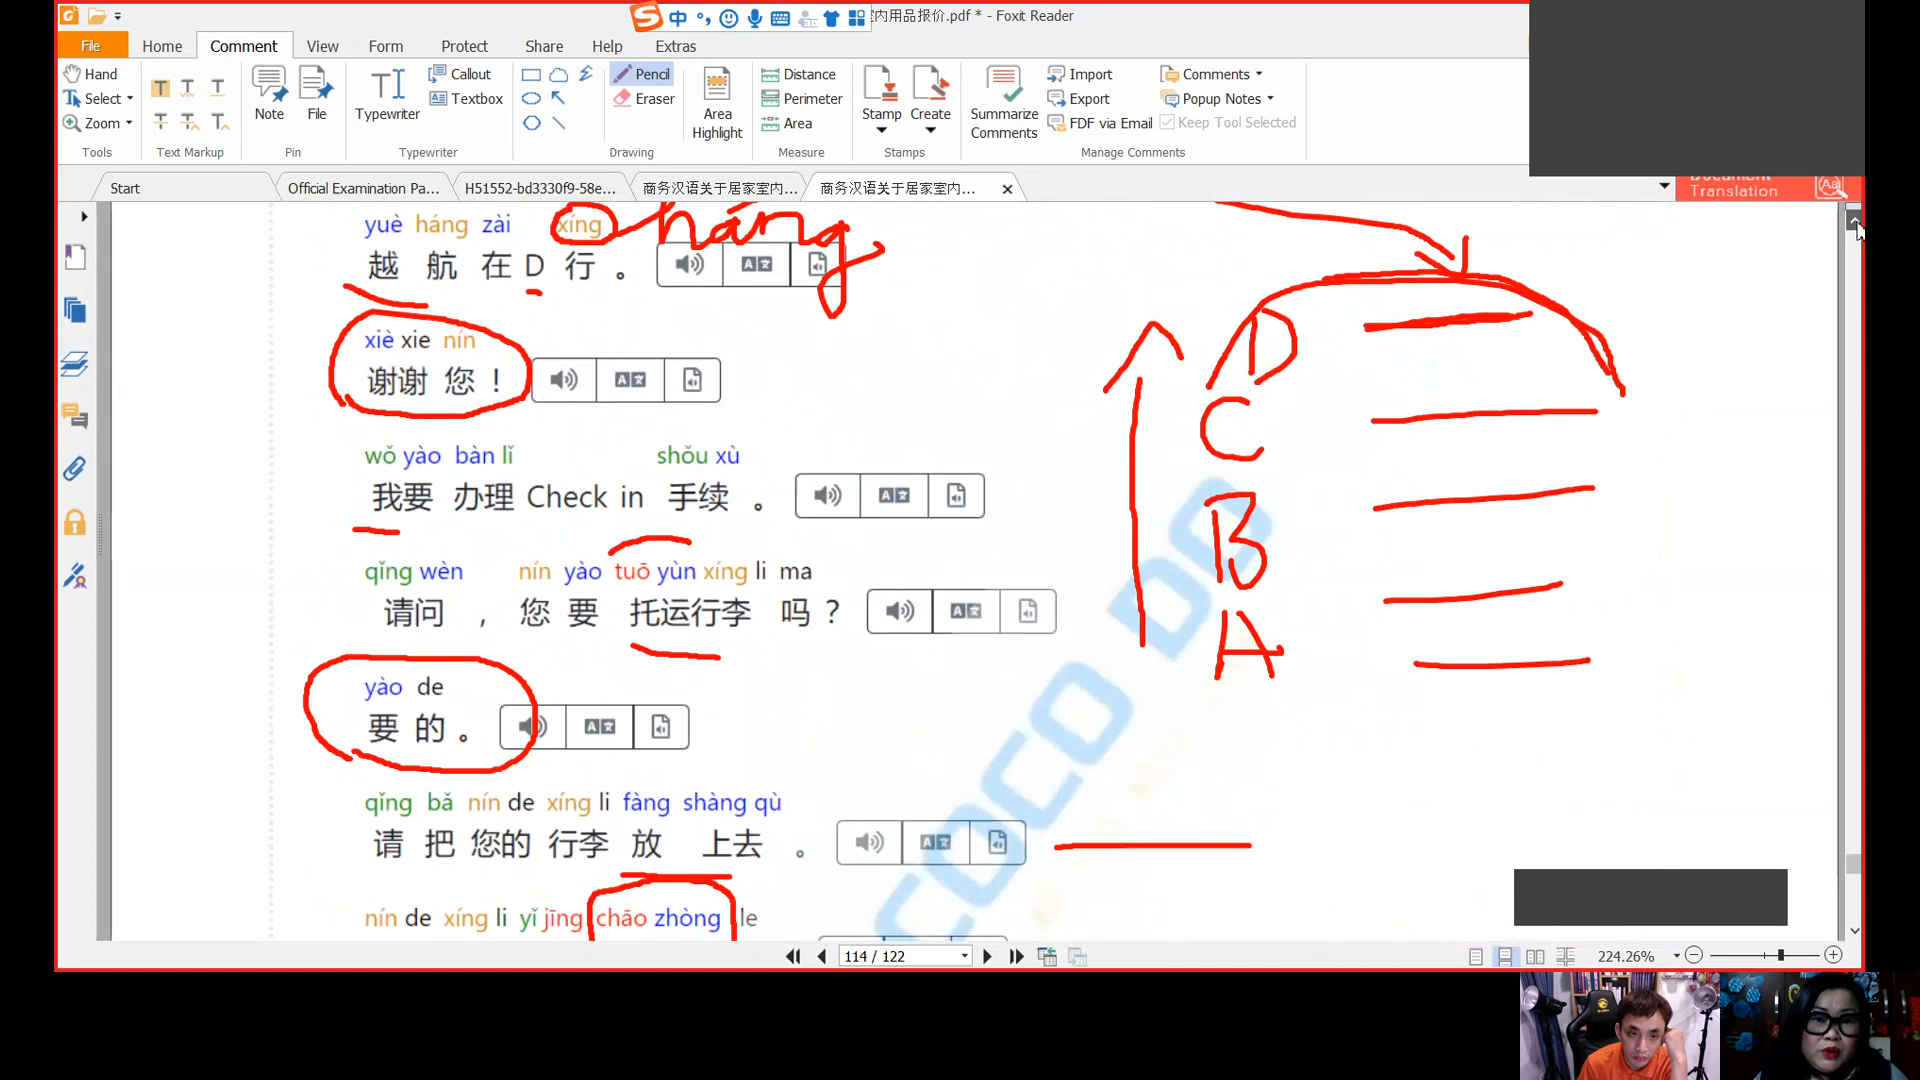 中
室内用品报价.pdf * - Foxit Reader
File Home Comment View Form Protect Share Help Extras
Hand
Select
Zoom
Tools
Text Markup
Note
File
Pin
Typewriter
Callout
Textbox
Typewriter
Pencil
Eraser
Drawing
Area Highlight
Distance
Perimeter
Area
Measure
Stamp
Create
Stamps
Summarize Comments
Import
Export
FDF via Email
Comments
Popup Notes
Keep Tool Selected
Manage Comments
Start
Official Examination Pa...
H51552-bd3330f9-58e...
商务汉语关于居家室内...
商务汉语关于居家室内...
Document
Translation
yuè háng zài xíng
háng
越 航 在 D 行 。
xiè xie nín
谢谢 您 !
wǒ yào bàn lǐ shǒu xù
我要 办理 Check in 手续 。
qǐng wèn nín yào tuō yùn xíng li ma
请问 , 您 要 托运行李 吗 ?
yào de
要 的 。
qǐng bǎ nín de xíng li fàng shàng qù
请 把 您的 行李 放 上去 。
nín de xíng li yǐ jīng chāo zhòng le
D
C
B
A
COCO DO
114 / 122
224.26%